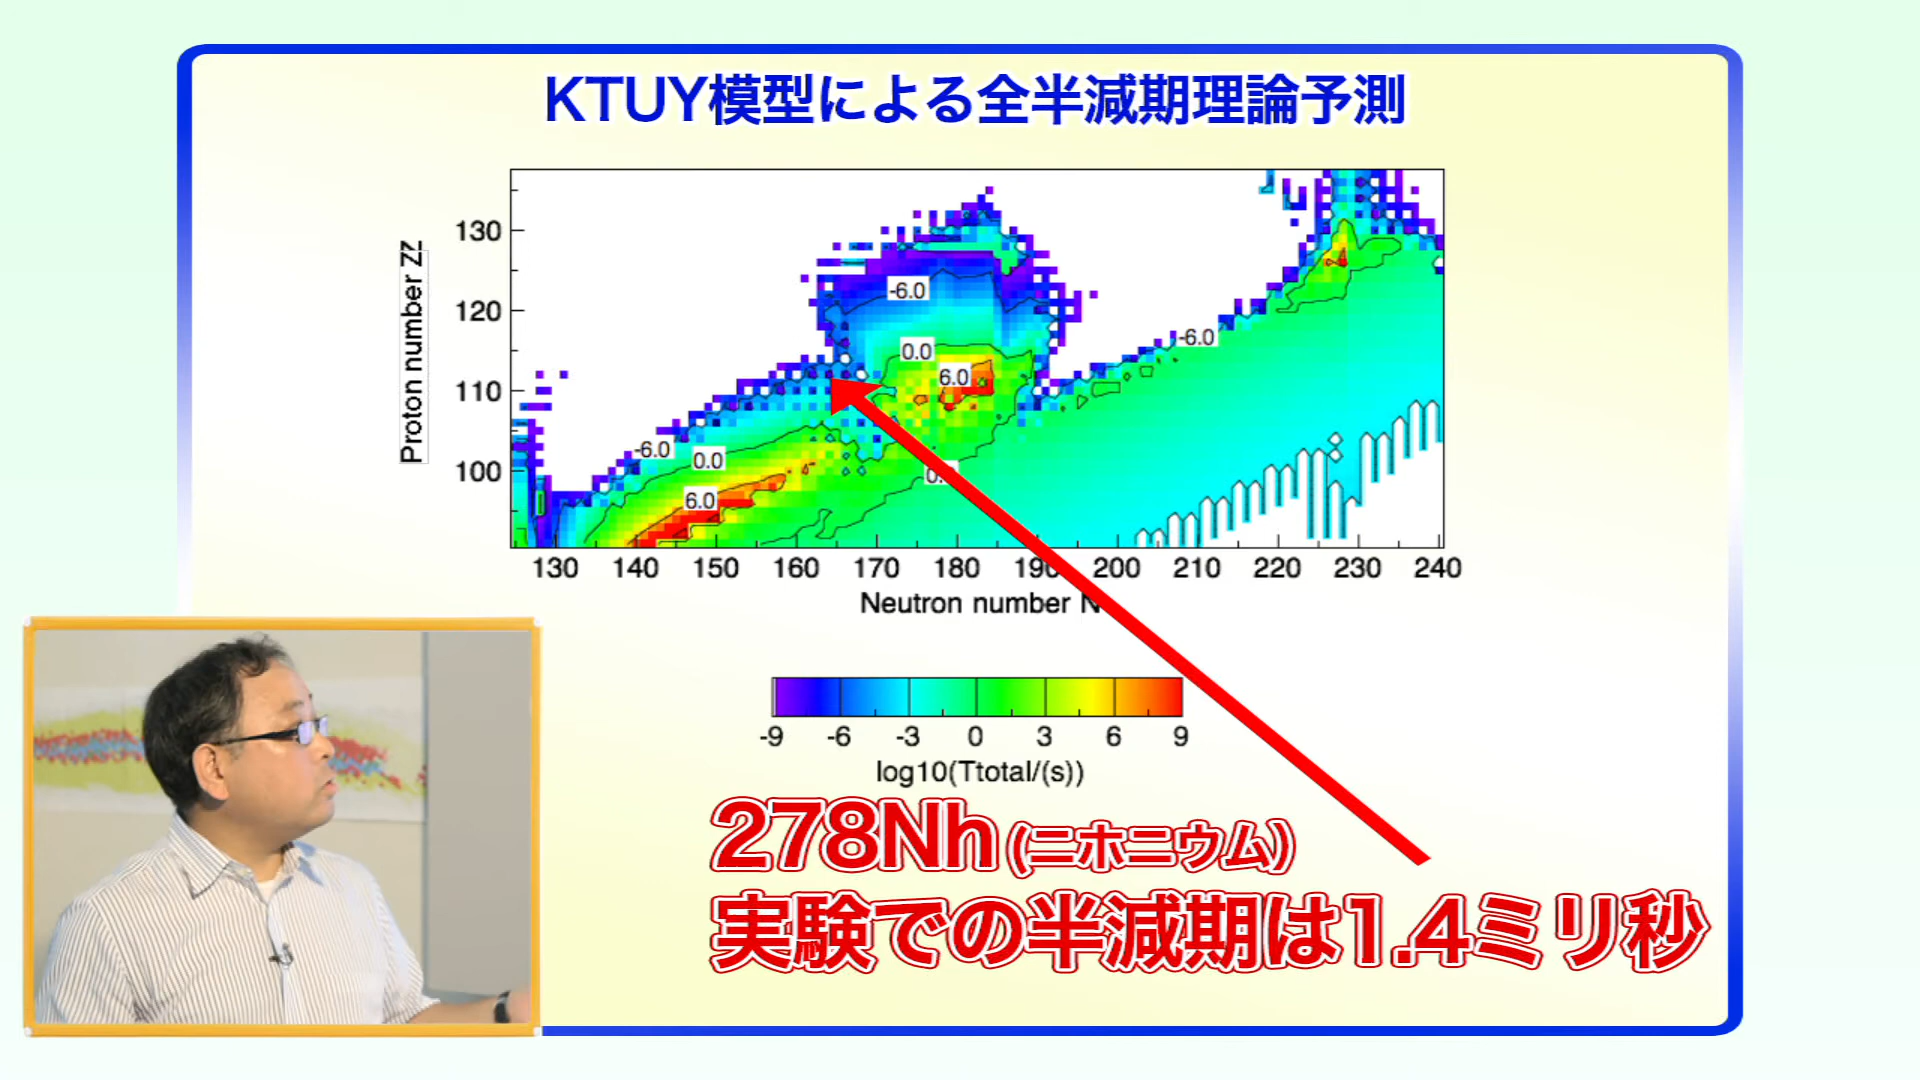 KTUY模型による全半減期理論予測
Proton number ZZ
130
120
110
100
-6.0
0.0
6.0
-6.0
-6.0
0.0
6.0
0.
130 140 150 160 170 180 190 200 210 220 230 240
Neutron number N
-9 -6 -3 0 3 6 9
log10(Ttotal/(s))
278Nh(ニホニウム)
実験での半減期は1.4ミリ秒